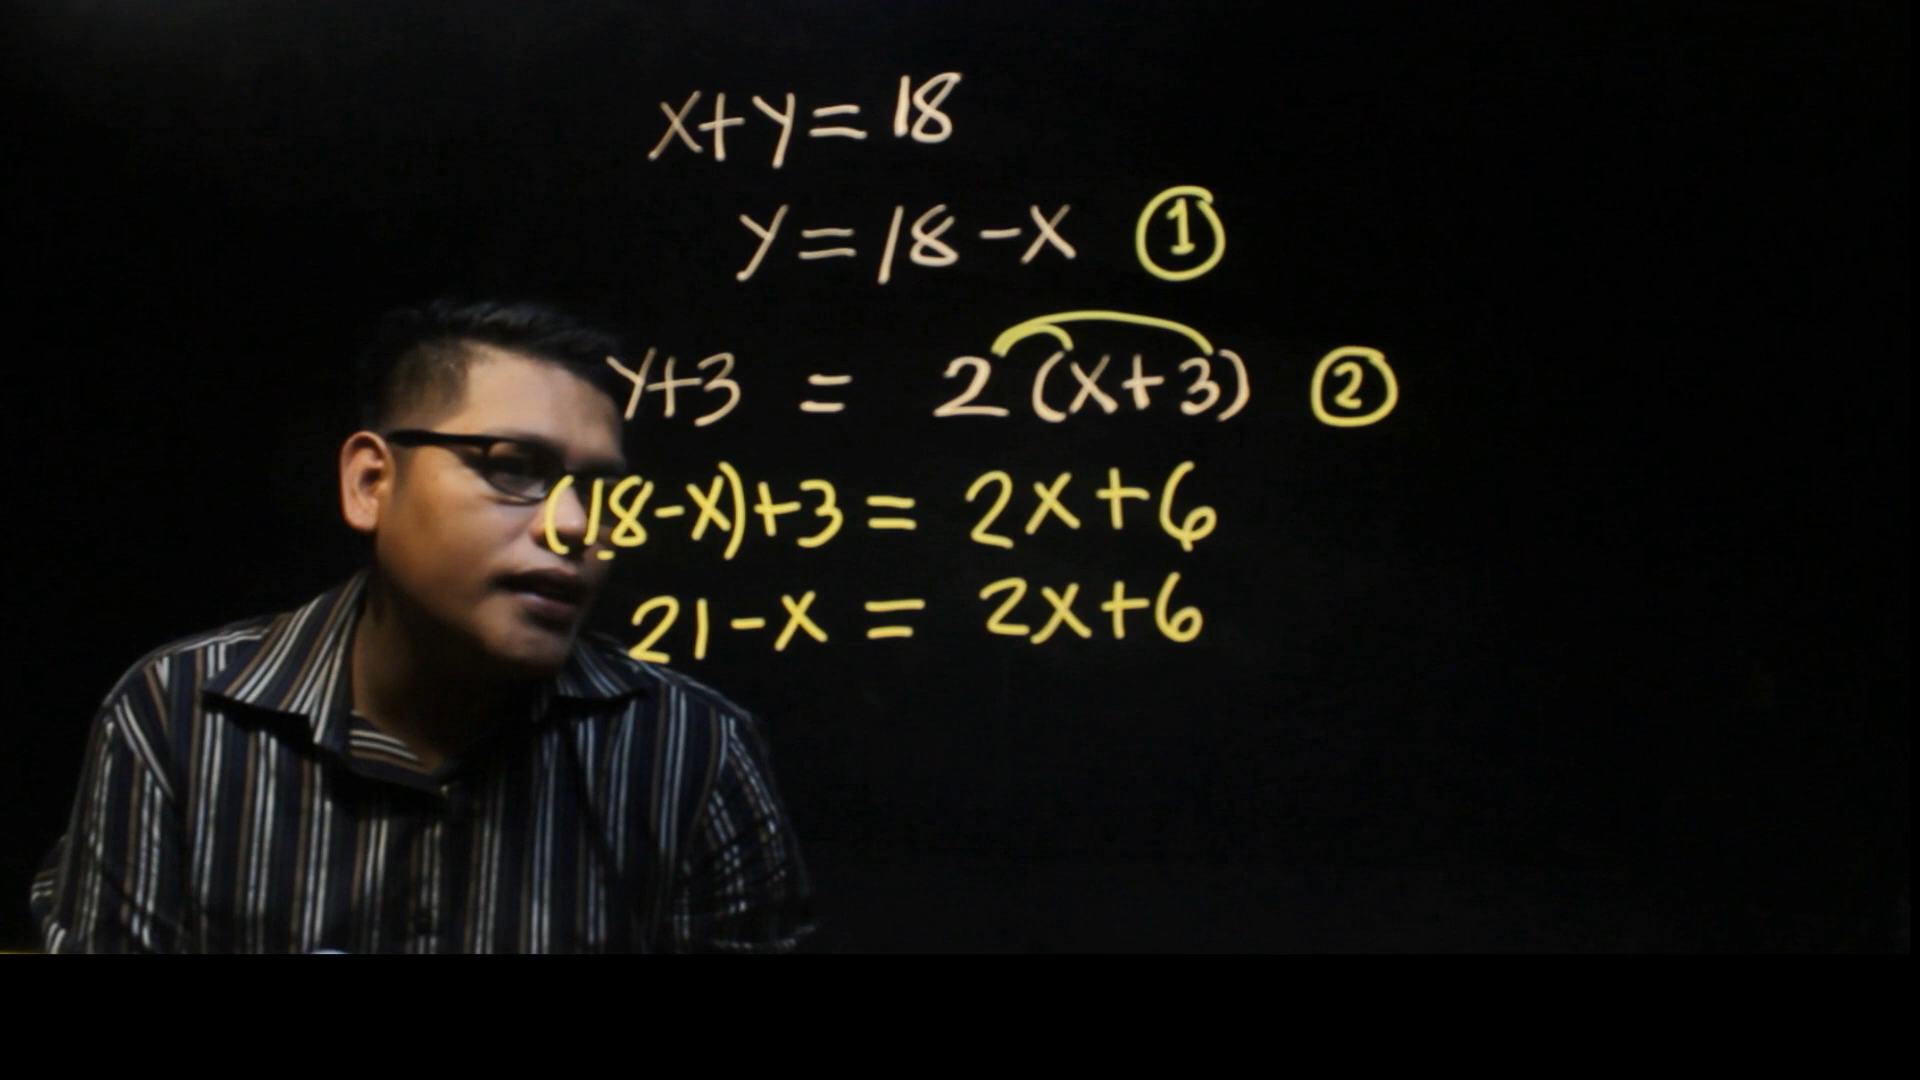 x+y=18
y=18-x ①
y+3 = 2(x+3) ②
(18-x)+3 = 2x+6
21-x = 2x+6